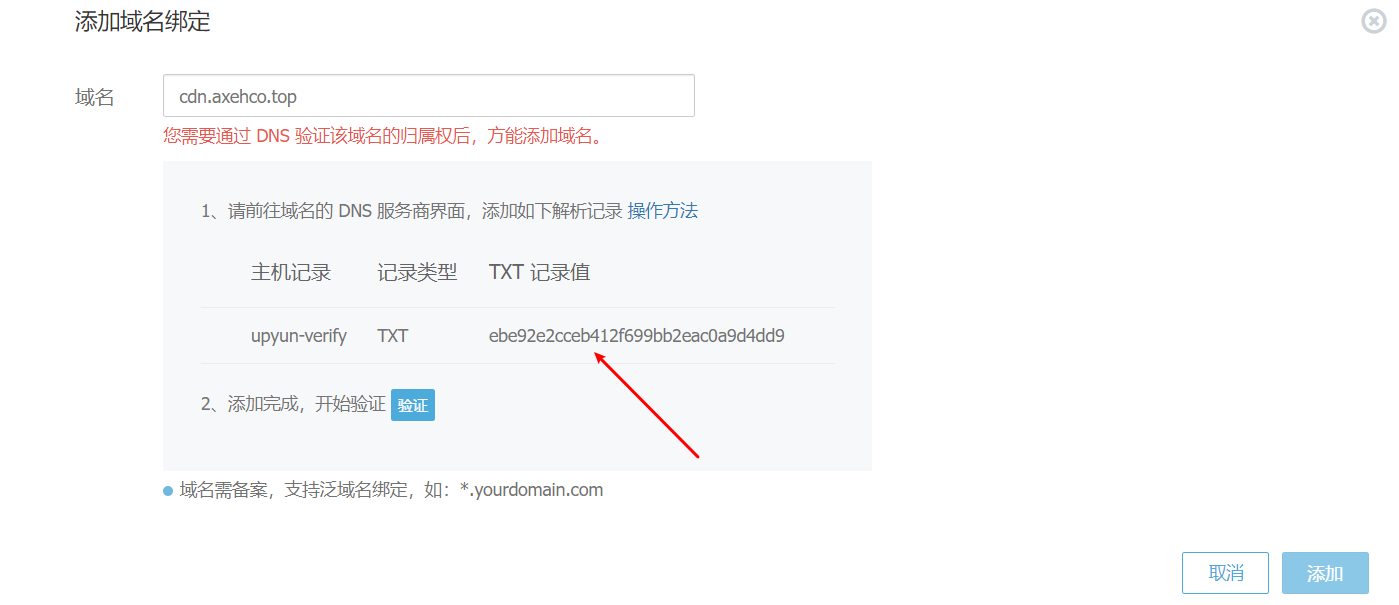 添加域名绑定
域名
cdn.axehco.top
您需要通过 DNS 验证该域名的归属权后，方能添加域名。
1、请前往域名的 DNS 服务商界面，添加如下解析记录 操作方法
主机记录 记录类型 TXT 记录值
upyun-verify TXT ebe92e2cceb412f699bb2eac0a9d4dd9
2、添加完成，开始验证 验证
域名需备案，支持泛域名绑定，如：*.yourdomain.com
取消 添加